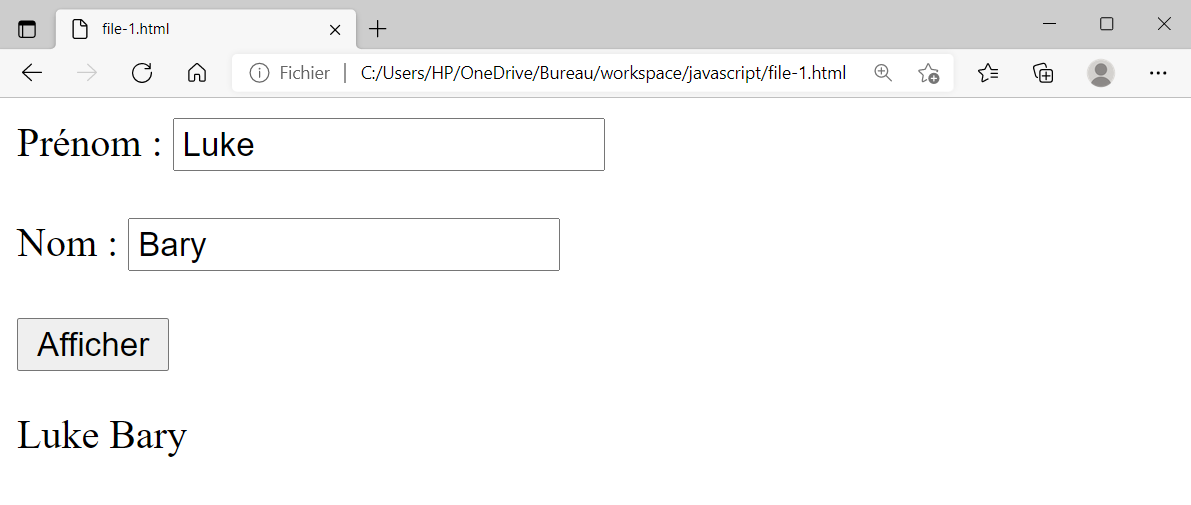 file-1.html
Fichier | C:/Users/HP/OneDrive/Bureau/workspace/javascript/file-1.html
Prénom : Luke
Nom : Bary
Afficher
Luke Bary